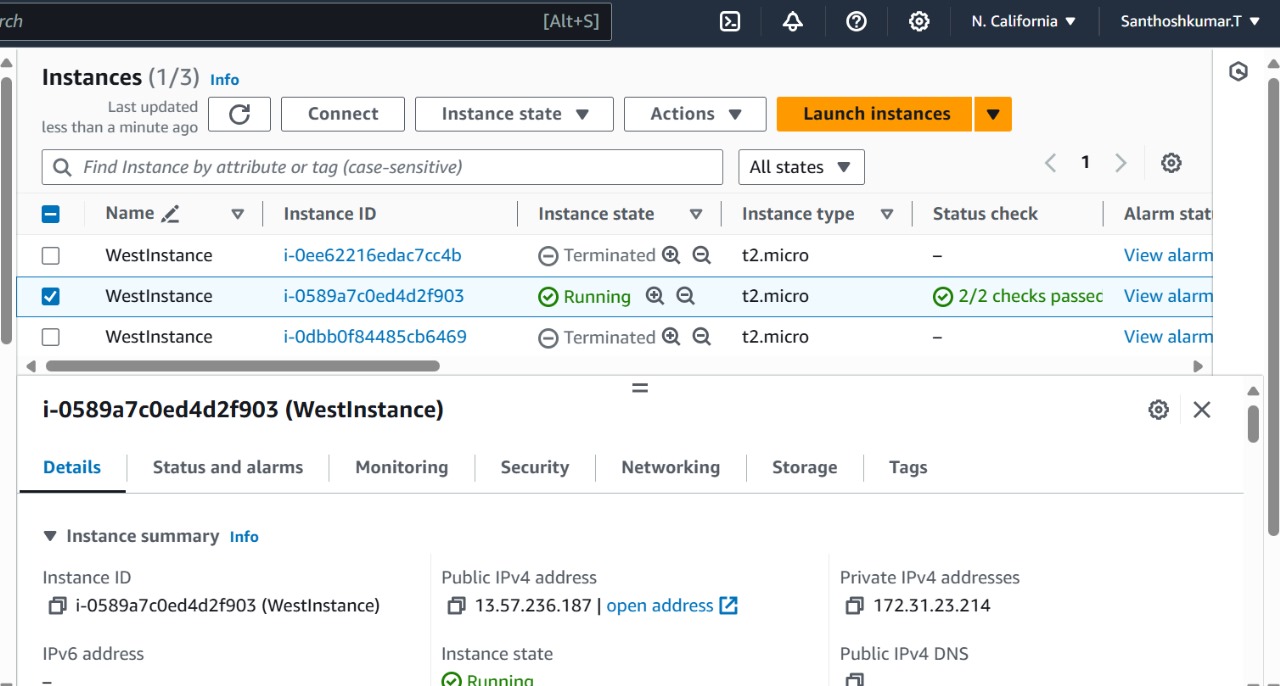 rch [Alt+S] N. California Santhoshkumar.T
Instances (1/3) Info
Last updated
less than a minute ago
Connect Instance state Actions Launch instances
Find Instance by attribute or tag (case-sensitive) All states 1
Name Instance ID Instance state Instance type Status check Alarm stat
WestInstance i-0ee62216edac7cc4b Terminated t2.micro – View alarm
WestInstance i-0589a7c0ed4d2f903 Running t2.micro 2/2 checks passec View alarm
WestInstance i-0dbb0f84485cb6469 Terminated t2.micro – View alarm
i-0589a7c0ed4d2f903 (WestInstance)
Details Status and alarms Monitoring Security Networking Storage Tags
Instance summary Info
Instance ID Public IPv4 address Private IPv4 addresses
i-0589a7c0ed4d2f903 (WestInstance) 13.57.236.187 | open address 172.31.23.214
IPv6 address Instance state Public IPv4 DNS
– Running